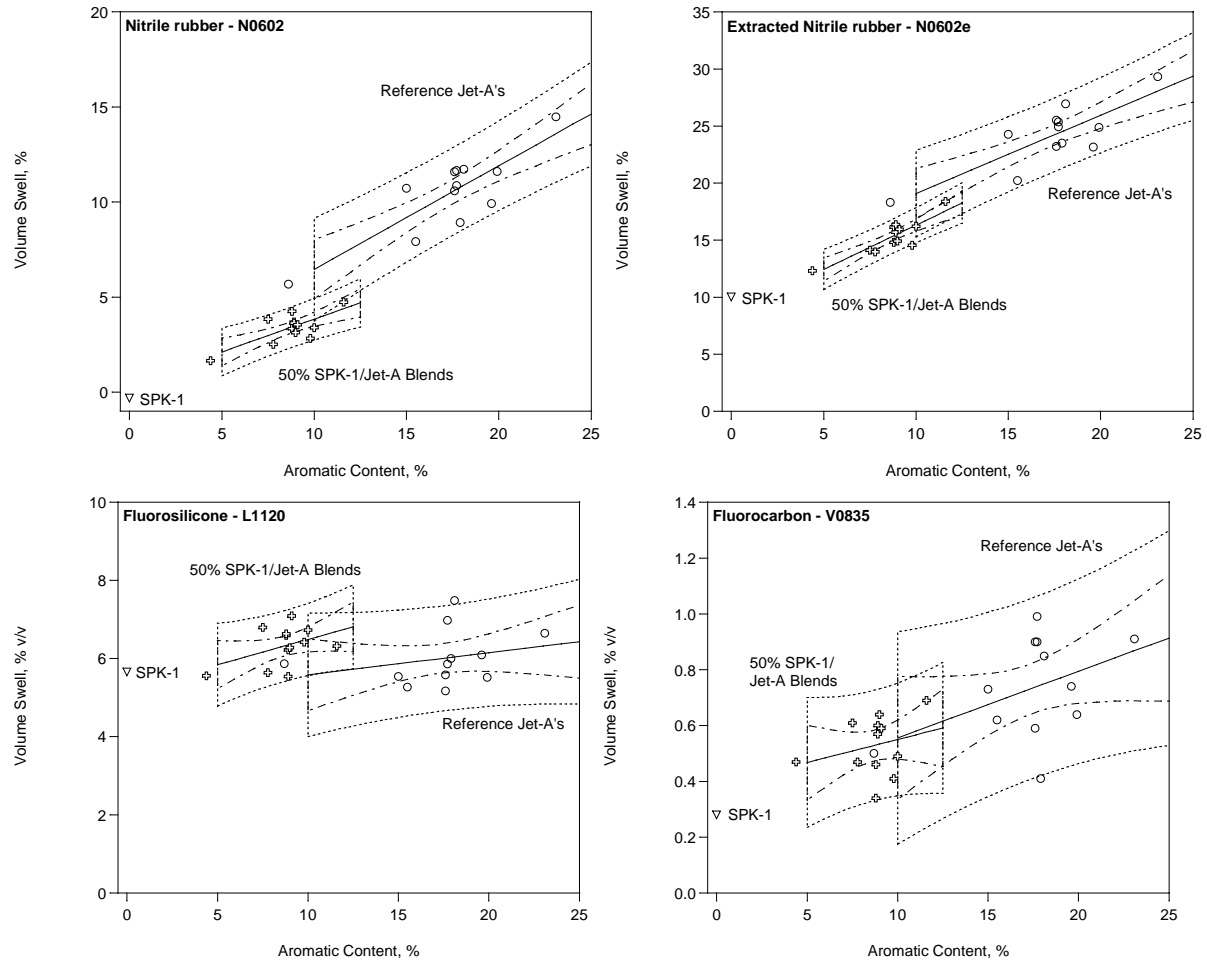 Nitrile rubber - N0602
20
15
10
5
0
Volume Swell, %
Reference Jet-A's
50% SPK-1/Jet-A Blends
SPK-1
0 5 10 15 20 25
Aromatic Content, %
Extracted Nitrile rubber - N0602e
35
30
25
20
15
10
5
0
Volume Swell, %
Reference Jet-A's
50% SPK-1/Jet-A Blends
SPK-1
0 5 10 15 20 25
Aromatic Content, %
Fluorosilicone - L1120
10
8
6
4
2
0
Volume Swell, % v/v
50% SPK-1/Jet-A Blends
SPK-1
Reference Jet-A's
0 5 10 15 20 25
Aromatic Content, %
Fluorocarbon - V0835
1.4
1.2
1.0
0.8
0.6
0.4
0.2
0.0
Volume Swell, % v/v
Reference Jet-A's
50% SPK-1/
Jet-A Blends
SPK-1
0 5 10 15 20 25
Aromatic Content, %